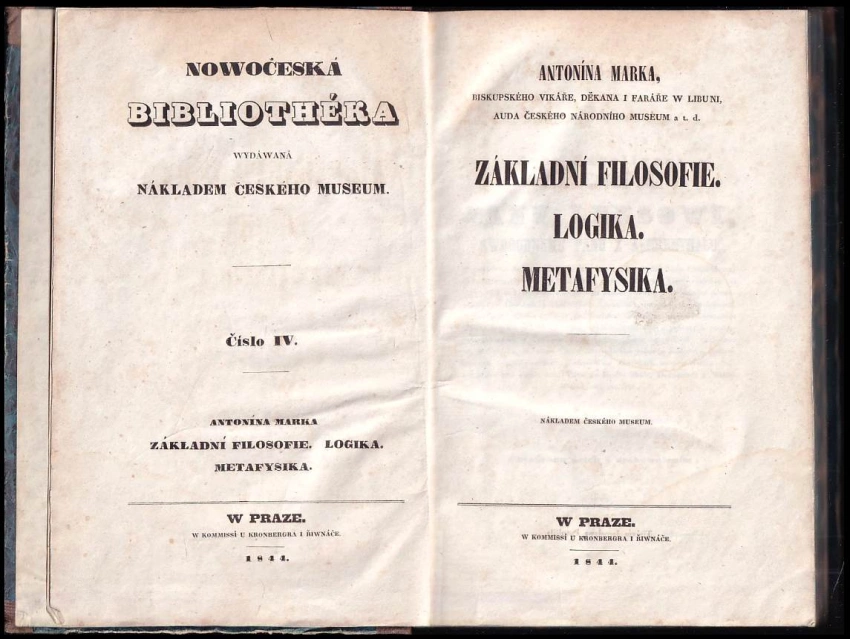 NOWOČESKÁ
BIBLIOTHÉKA
WYDÁWANÁ
NÁKLADEM ČESKÉHO MUSEUM.
Číslo IV.
ANTONÍNA MARKA
ZÁKLADNÍ FILOSOFIE. LOGIKA.
METAFYSIKA.
W PRAZE.
W KOMMISSÍ U KRONBERGRA I ŘIWNÁČE.
1844.
ANTONÍNA MARKA,
BISKUPSKÉHO VIKÁŘE, DĚKANA I FARÁŘE W LIBUNI,
AUDA ČESKÉHO NÁRODNÍHO MUSÉUM a t. d.
ZÁKLADNÍ FILOSOFIE.
LOGIKA.
METAFYSIKA.
NÁKLADEM ČESKÉHO MUSEUM.
W PRAZE.
W KOMMISSÍ U KRONBERGRA I ŘIWNÁČE.
1844.